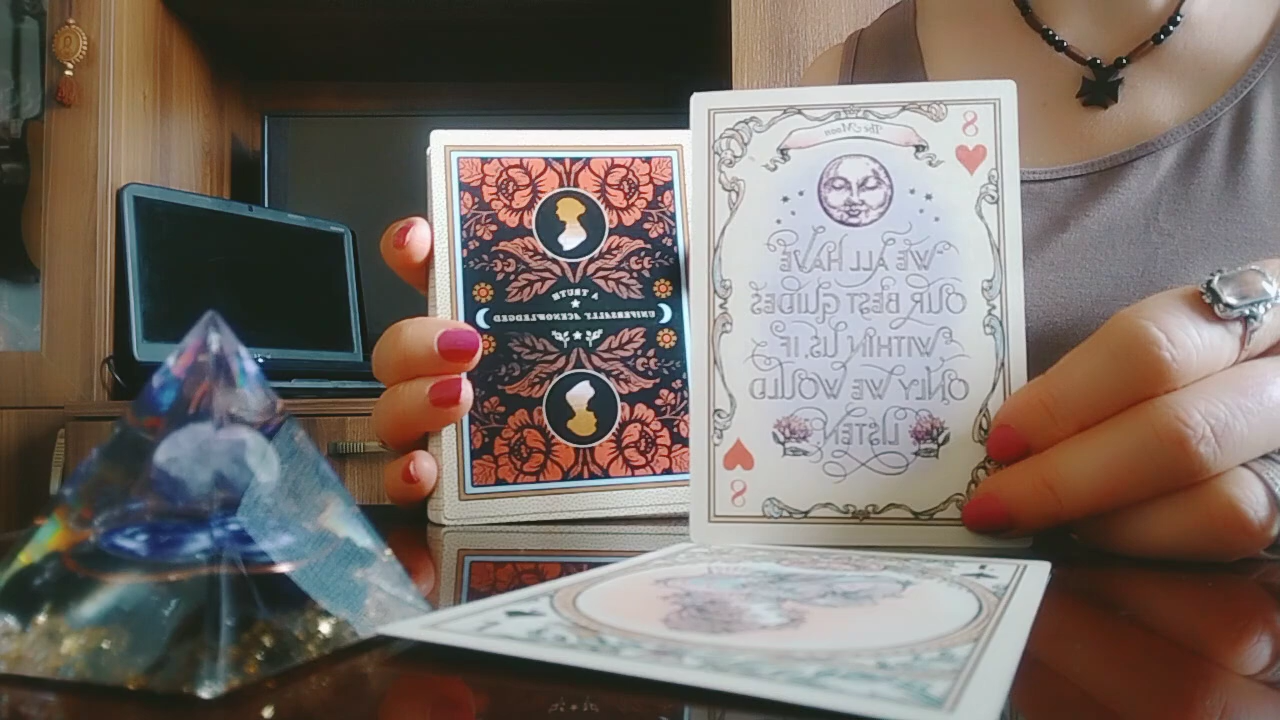 A TRUTH
UNIVERSALLY ACKNOWLEDGED
8
The Moon
"WE ALL HAVE
OUR BEST GUIDES
WITHIN US, IF
ONLY WE WOULD
LISTEN"
8